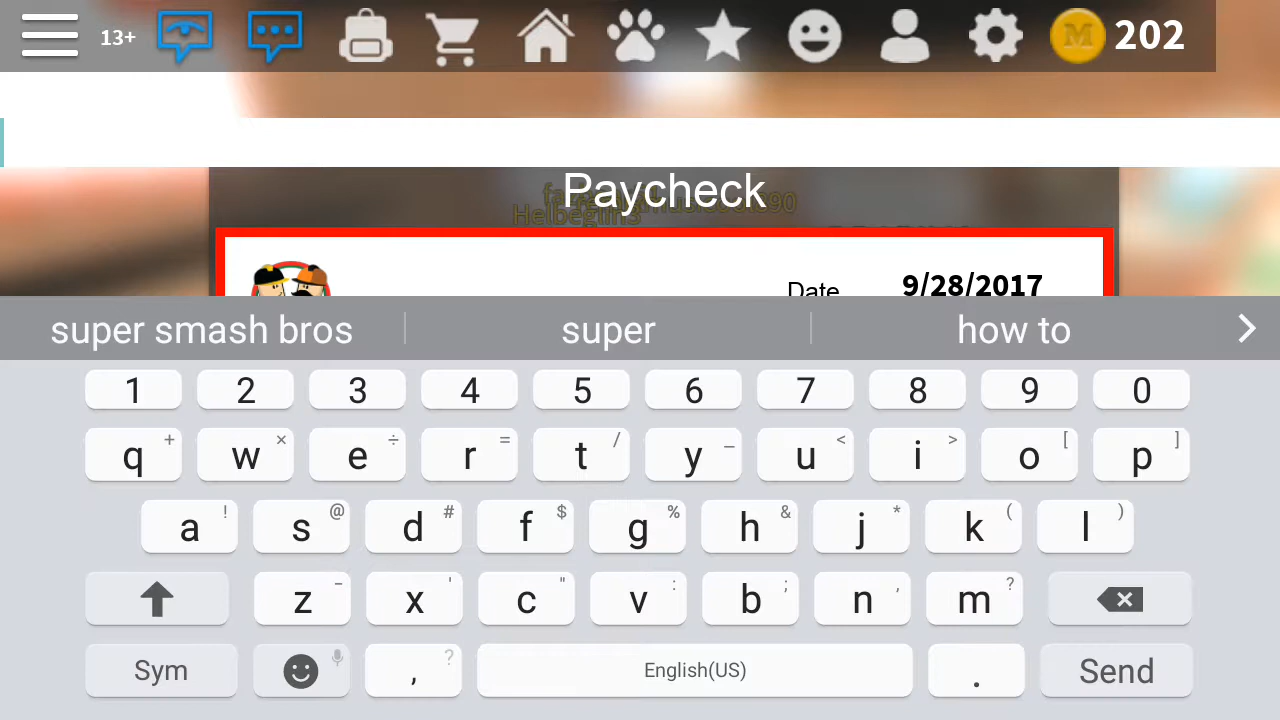 13+ 202
Paycheck
Helbegiin3
Date 9/28/2017
super smash bros super how to
1 2 3 4 5 6 7 8 9 0
q + w × e ÷ r = t / y _ u < i > o [ p ]
a ! s @ d # f $ g % h & j * k ( l )
z - x ' c " v : b ; n , m ?
Sym , ? English(US) . Send